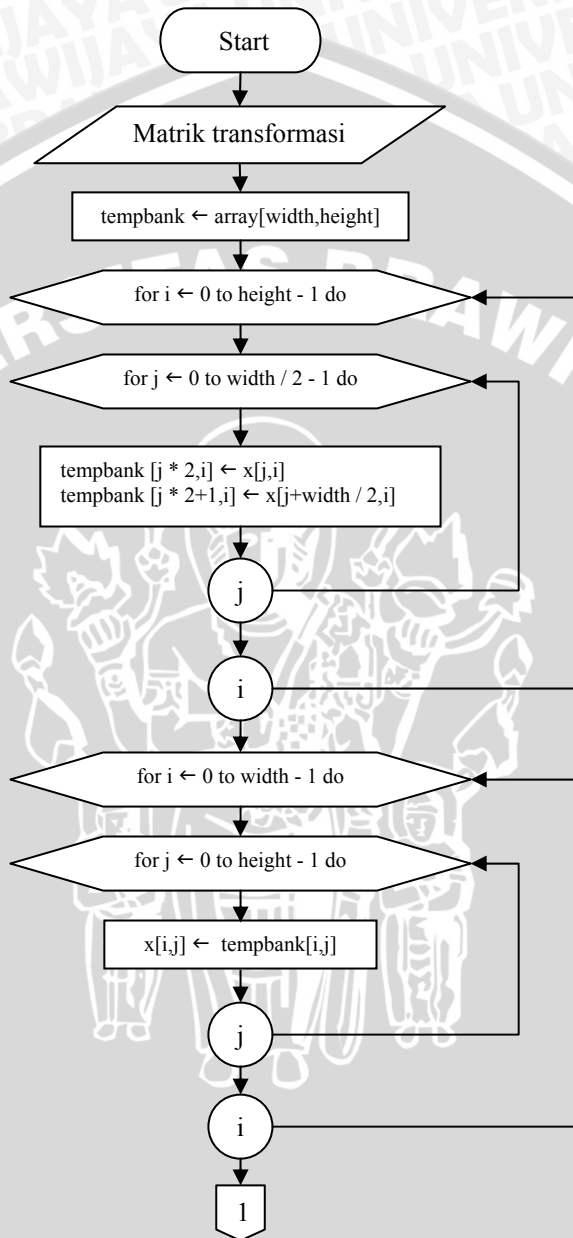 Start
Matrik transformasi
tempbank ← array[width,height]
for i ← 0 to height - 1 do
for j ← 0 to width / 2 - 1 do
tempbank [j * 2,i] ← x[j,i]
tempbank [j * 2+1,i] ← x[j+width / 2,i]
j
i
for i ← 0 to width - 1 do
for j ← 0 to height - 1 do
x[i,j] ← tempbank[i,j]
j
i
1